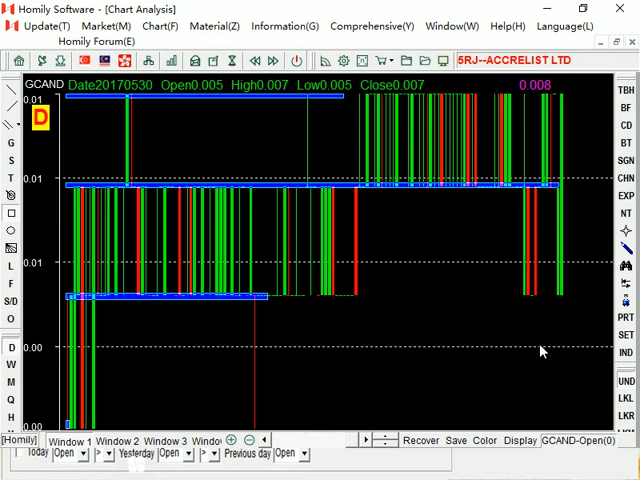 Homily Software - [Chart Analysis]
Update(T) Market(M) Chart(F) Material(Z) Information(G) Comprehensive(Y) Window(W) Help(H) Language(L)
Homily Forum(E)
5RJ--ACCRELIST LTD
GCAND Date20170530 Open0.005 High0.007 Low0.005 Close0.007 0.008
0.01
D
0.01
0.01
0.00
0.00
G
S
T
L
F
S/D
O
D
W
M
Q
H
TBH
BF
CD
BT
SGN
CHN
EXP
NT
PRT
SET
IND
UND
LKL
LKR
[Homily] Window 1 Window 2 Window 3 Windo Recover Save Color Display GCAND-Open(0)
Today Open > Yesterday Open > Previous day Open